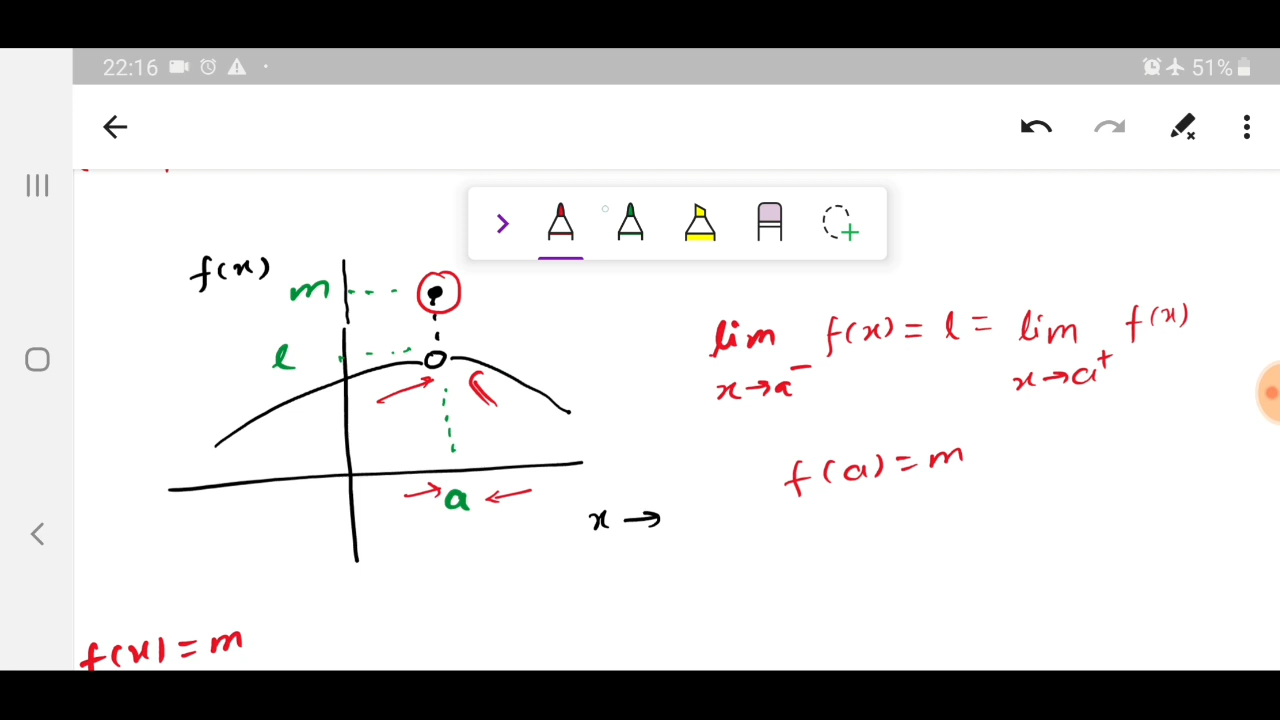 22:16
51%
f(x)
m
l
a
x →
lim f(x) = l = lim f(x)
x→a⁻ x→a⁺
f(a) = m
f(x) = m